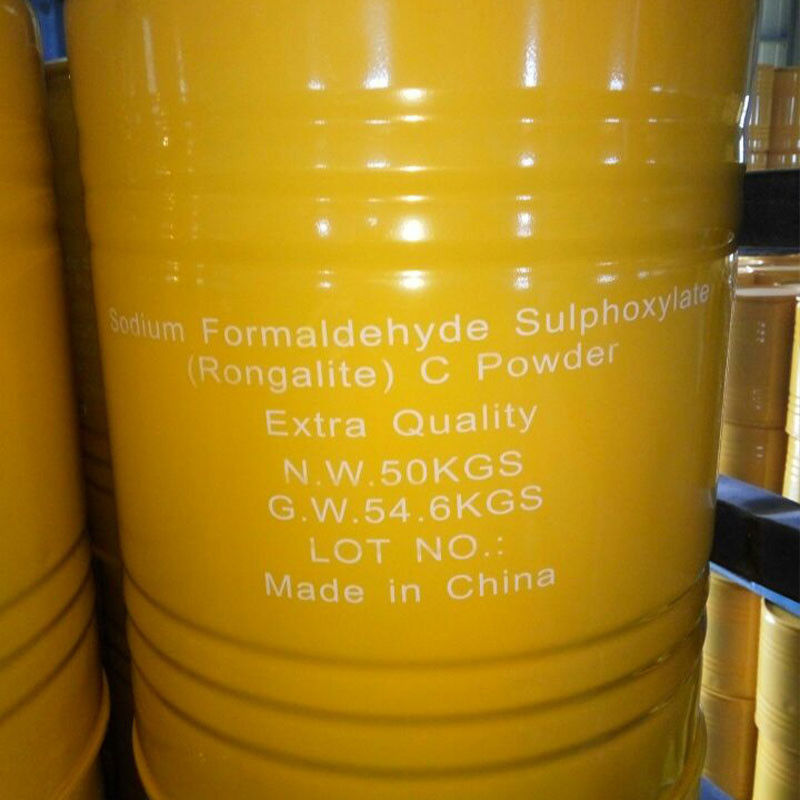 Sodium Formaldehyde Sulphoxylate
(Rongalite) C Powder
Extra Quality
N.W.50KGS
G.W.54.6KGS
LOT NO.:
Made in China